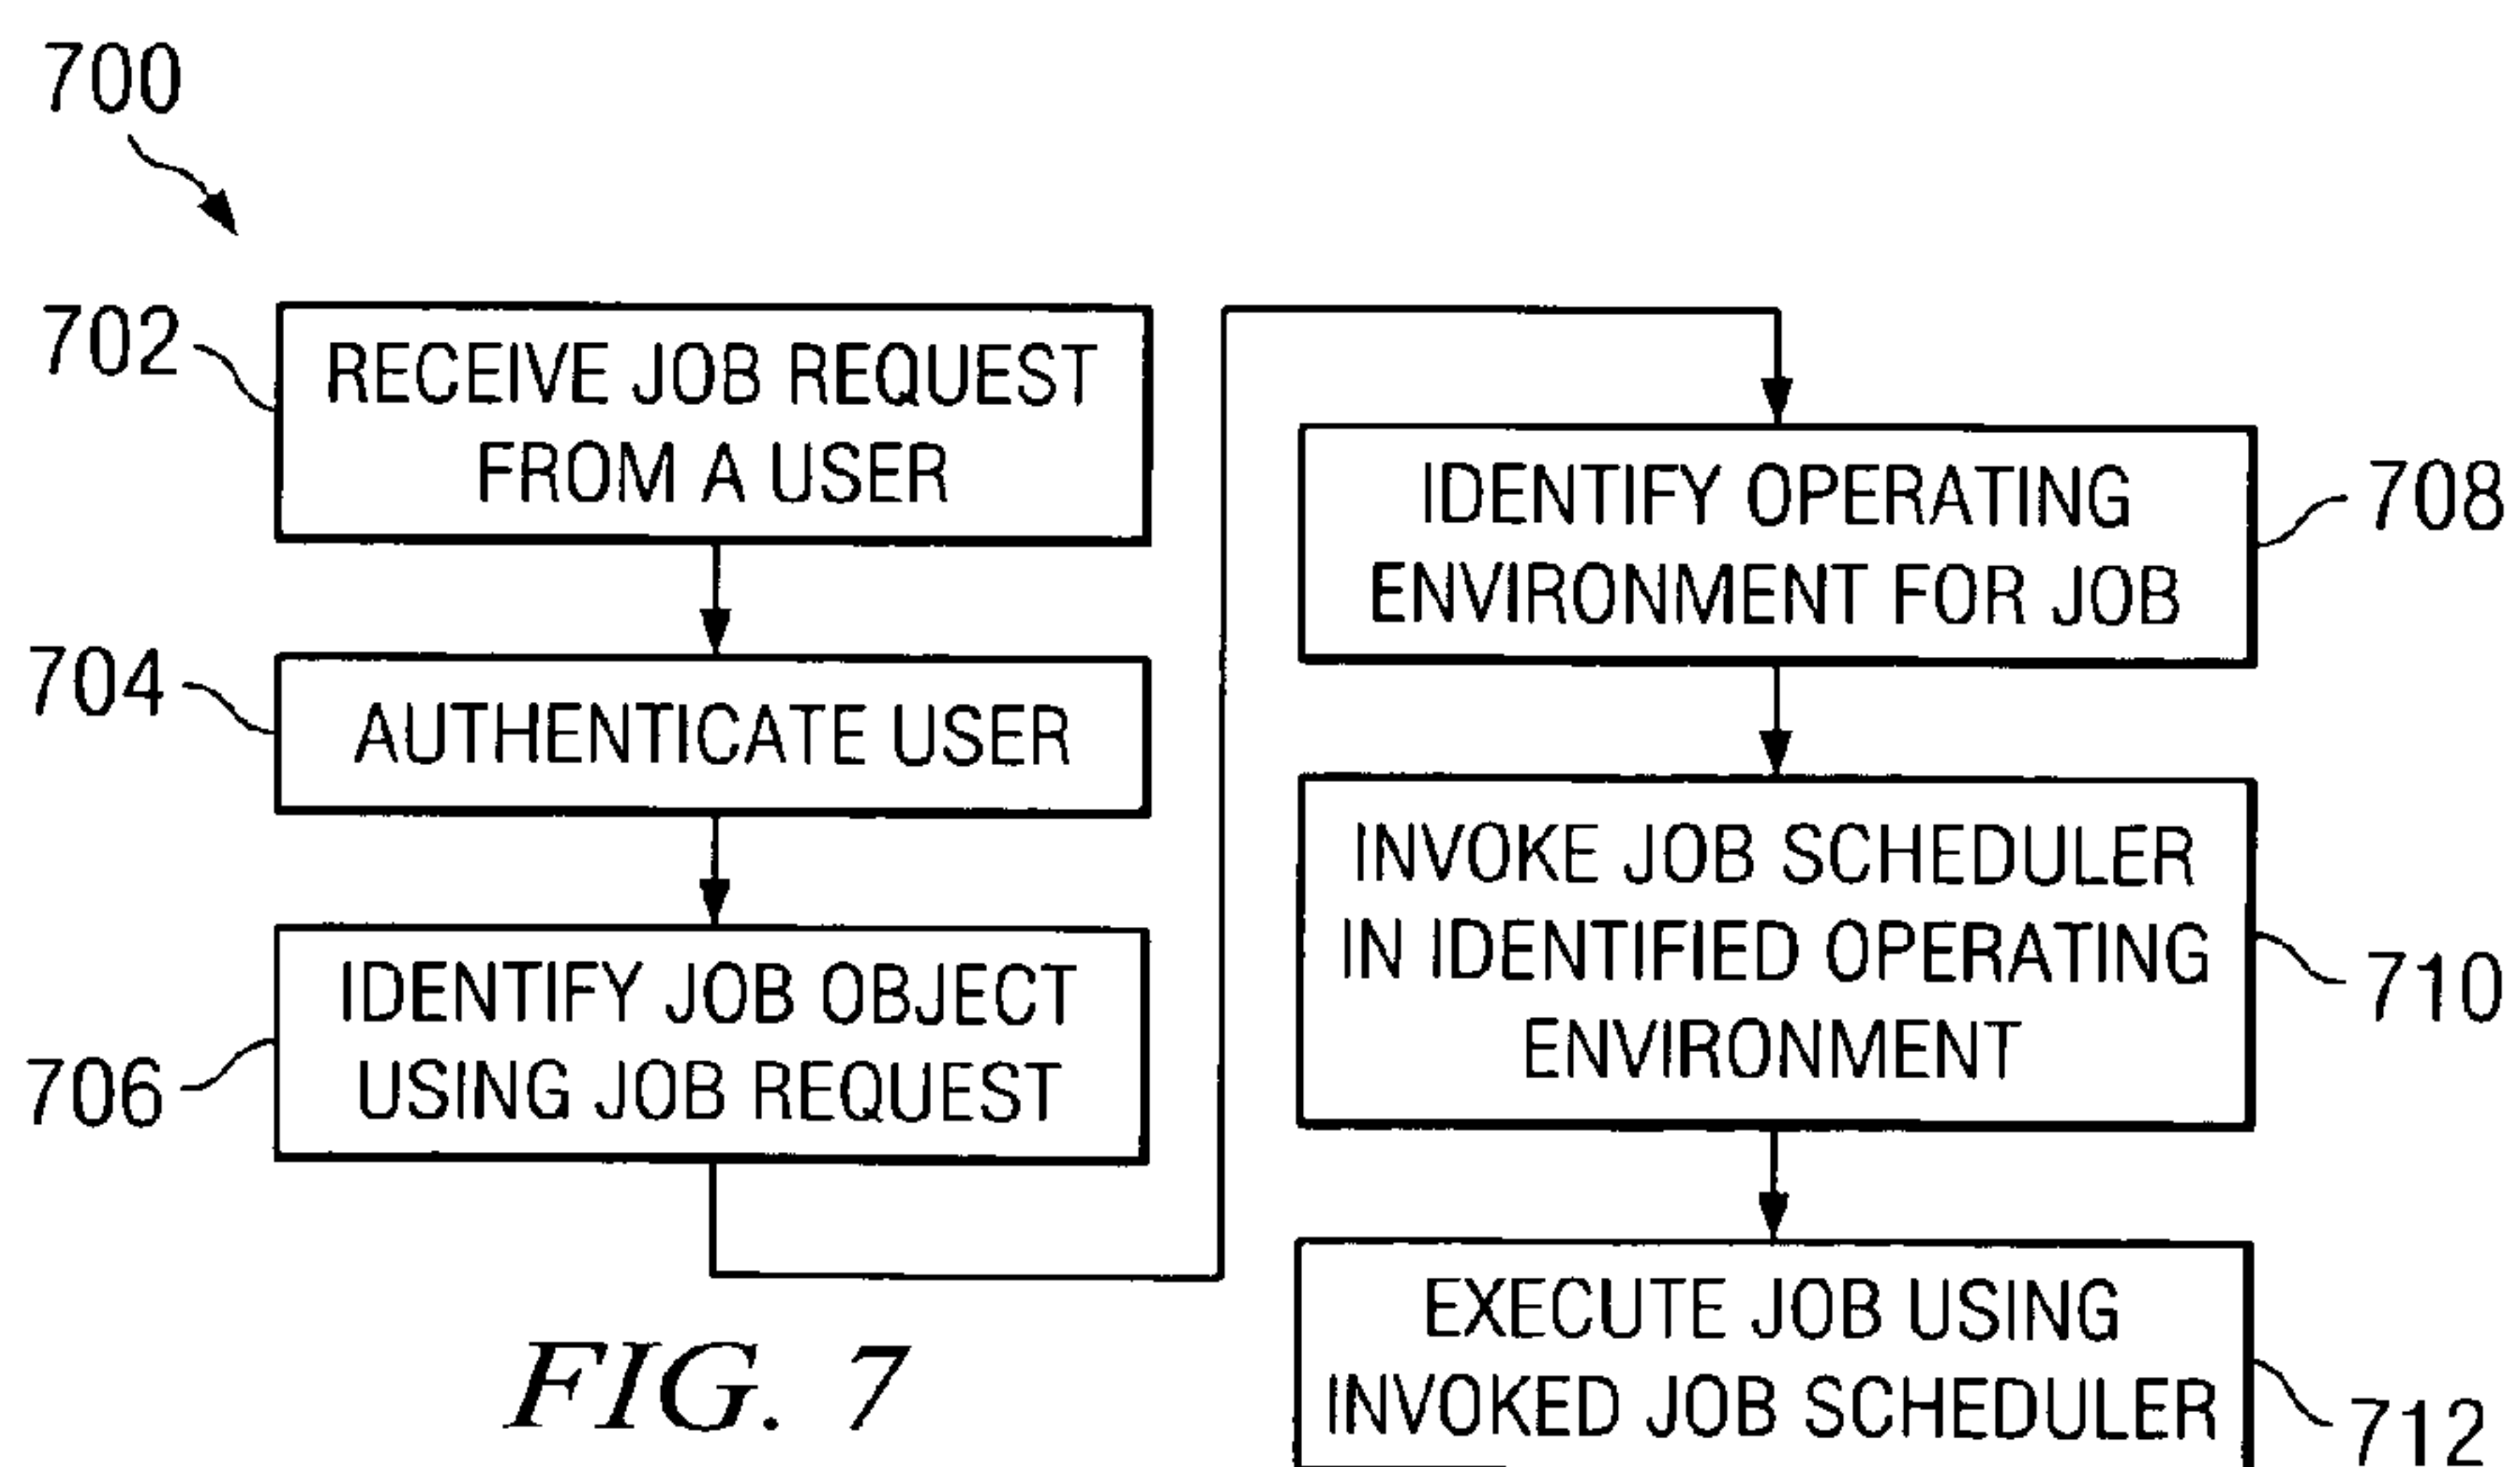 700
702
RECEIVE JOB REQUEST
FROM A USER
704
AUTHENTICATE USER
706
IDENTIFY JOB OBJECT
USING JOB REQUEST
708
IDENTIFY OPERATING
ENVIRONMENT FOR JOB
710
INVOKE JOB SCHEDULER
IN IDENTIFIED OPERATING
ENVIRONMENT
712
EXECUTE JOB USING
INVOKED JOB SCHEDULER
FIG. 7